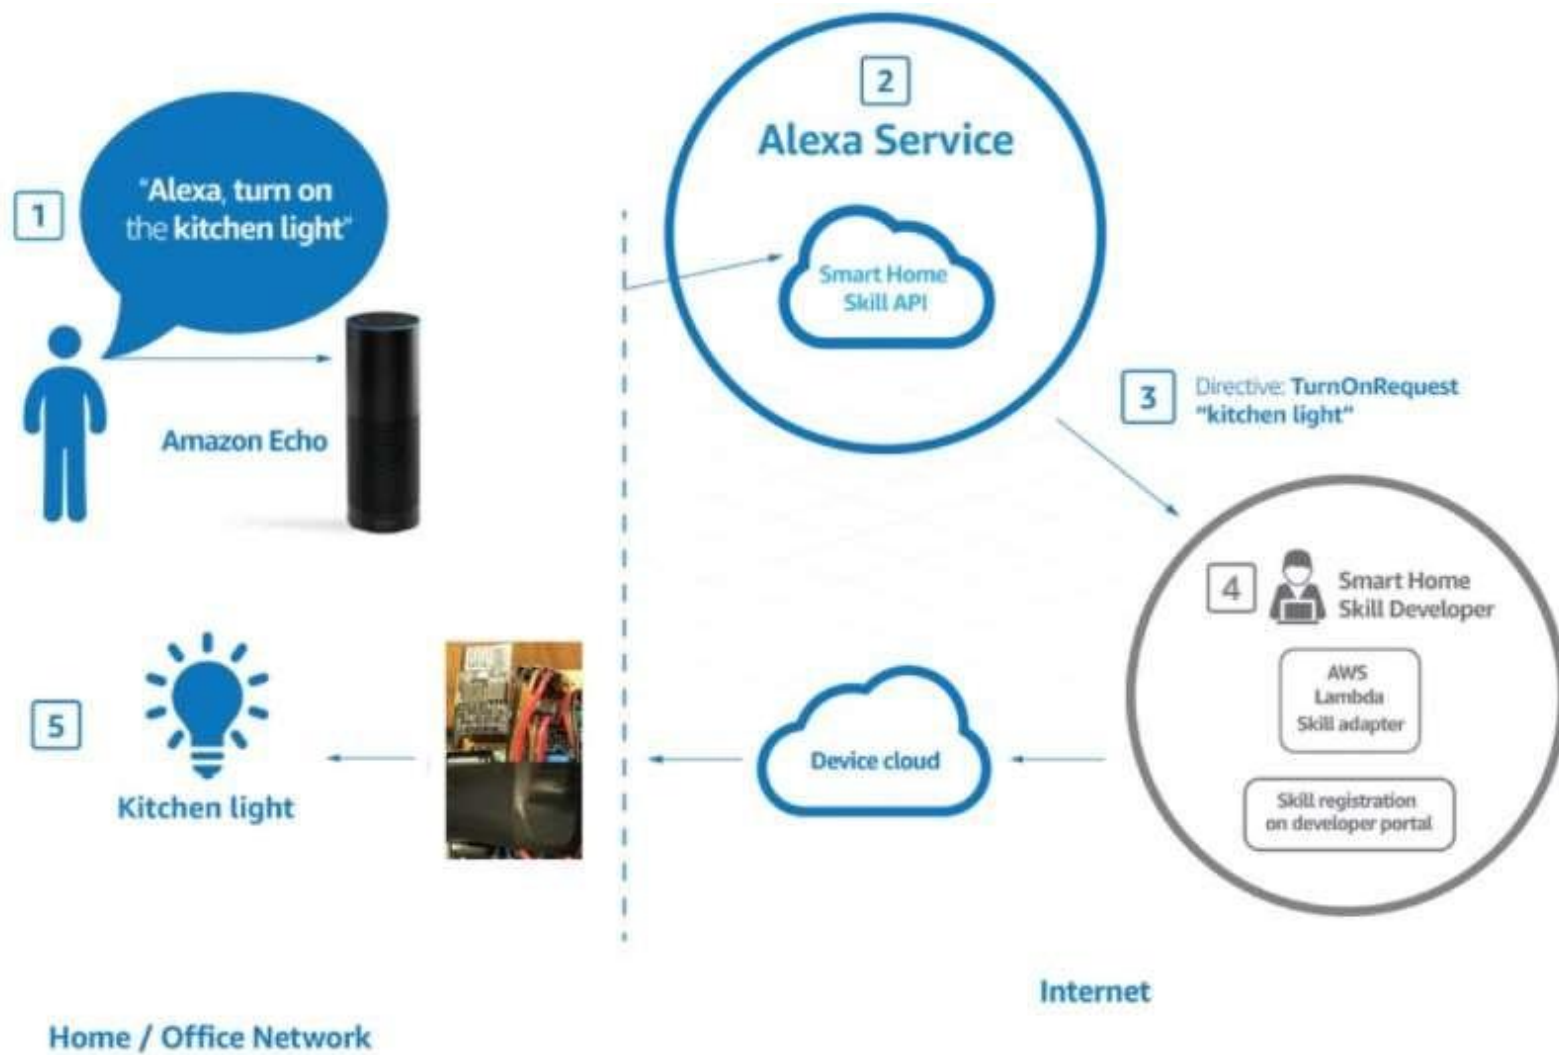 1
"Alexa, turn on
the kitchen light"
Amazon Echo
2
Alexa Service
Smart Home
Skill API
3
Directive: TurnOnRequest
"kitchen light"
4
Smart Home
Skill Developer
AWS
Lambda
Skill adapter
Skill registration
on developer portal
Device cloud
5
Kitchen light
Internet
Home / Office Network